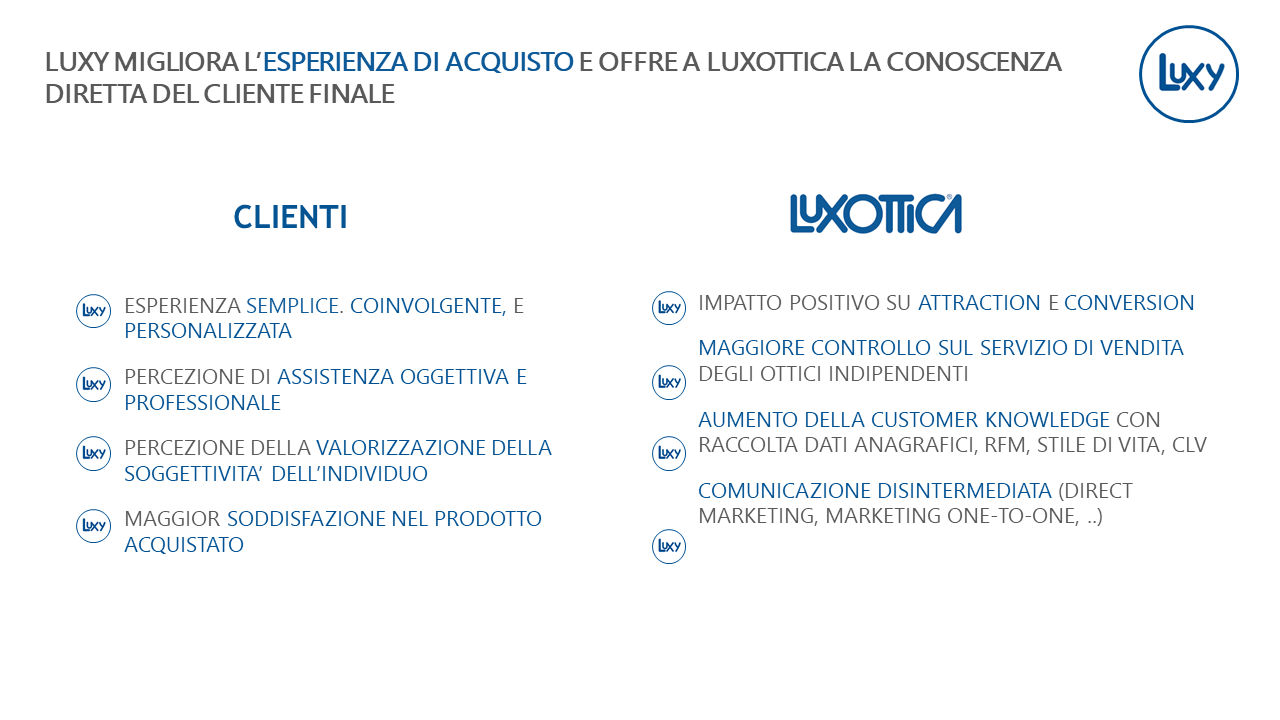 LUXY MIGLIORA L’ESPERIENZA DI ACQUISTO E OFFRE A LUXOTTICA LA CONOSCENZA
DIRETTA DEL CLIENTE FINALE
Luxy
CLIENTI
Luxy ESPERIENZA SEMPLICE. COINVOLGENTE, E
PERSONALIZZATA
Luxy PERCEZIONE DI ASSISTENZA OGGETTIVA E
PROFESSIONALE
Luxy PERCEZIONE DELLA VALORIZZAZIONE DELLA
SOGGETTIVITA’ DELL’INDIVIDUO
Luxy MAGGIOR SODDISFAZIONE NEL PRODOTTO
ACQUISTATO
LUXOTTICA®
Luxy IMPATTO POSITIVO SU ATTRACTION E CONVERSION
MAGGIORE CONTROLLO SUL SERVIZIO DI VENDITA
Luxy DEGLI OTTICI INDIPENDENTI
AUMENTO DELLA CUSTOMER KNOWLEDGE CON
Luxy RACCOLTA DATI ANAGRAFICI, RFM, STILE DI VITA, CLV
COMUNICAZIONE DISINTERMEDIATA (DIRECT
MARKETING, MARKETING ONE-TO-ONE, ..)
Luxy